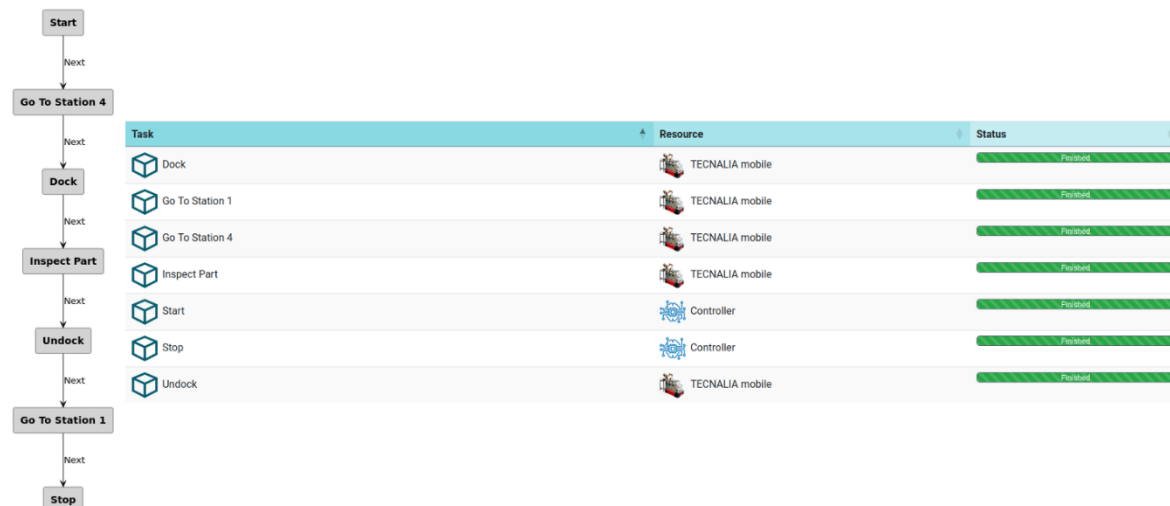 Start
Next
Go To Station 4
Next
Dock
Next
Inspect Part
Next
Undock
Next
Go To Station 1
Next
Stop
Task Resource Status
Dock TECNALIA mobile Finished
Go To Station 1 TECNALIA mobile Finished
Go To Station 4 TECNALIA mobile Finished
Inspect Part TECNALIA mobile Finished
Start Controller Finished
Stop Controller Finished
Undock TECNALIA mobile Finished